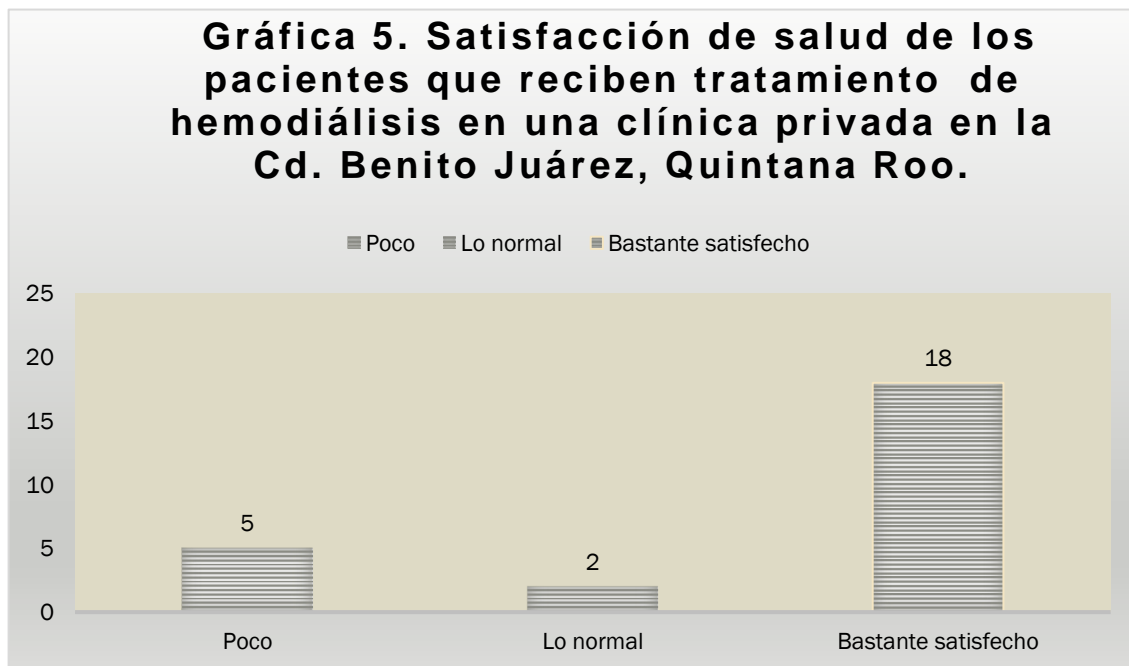 Gráfica 5. Satisfacción de salud de los
pacientes que reciben tratamiento de
hemodiálisis en una clínica privada en la
Cd. Benito Juárez, Quintana Roo.
Poco Lo normal Bastante satisfecho
25
20
15
10
5
0
5
2
18
Poco Lo normal Bastante satisfecho